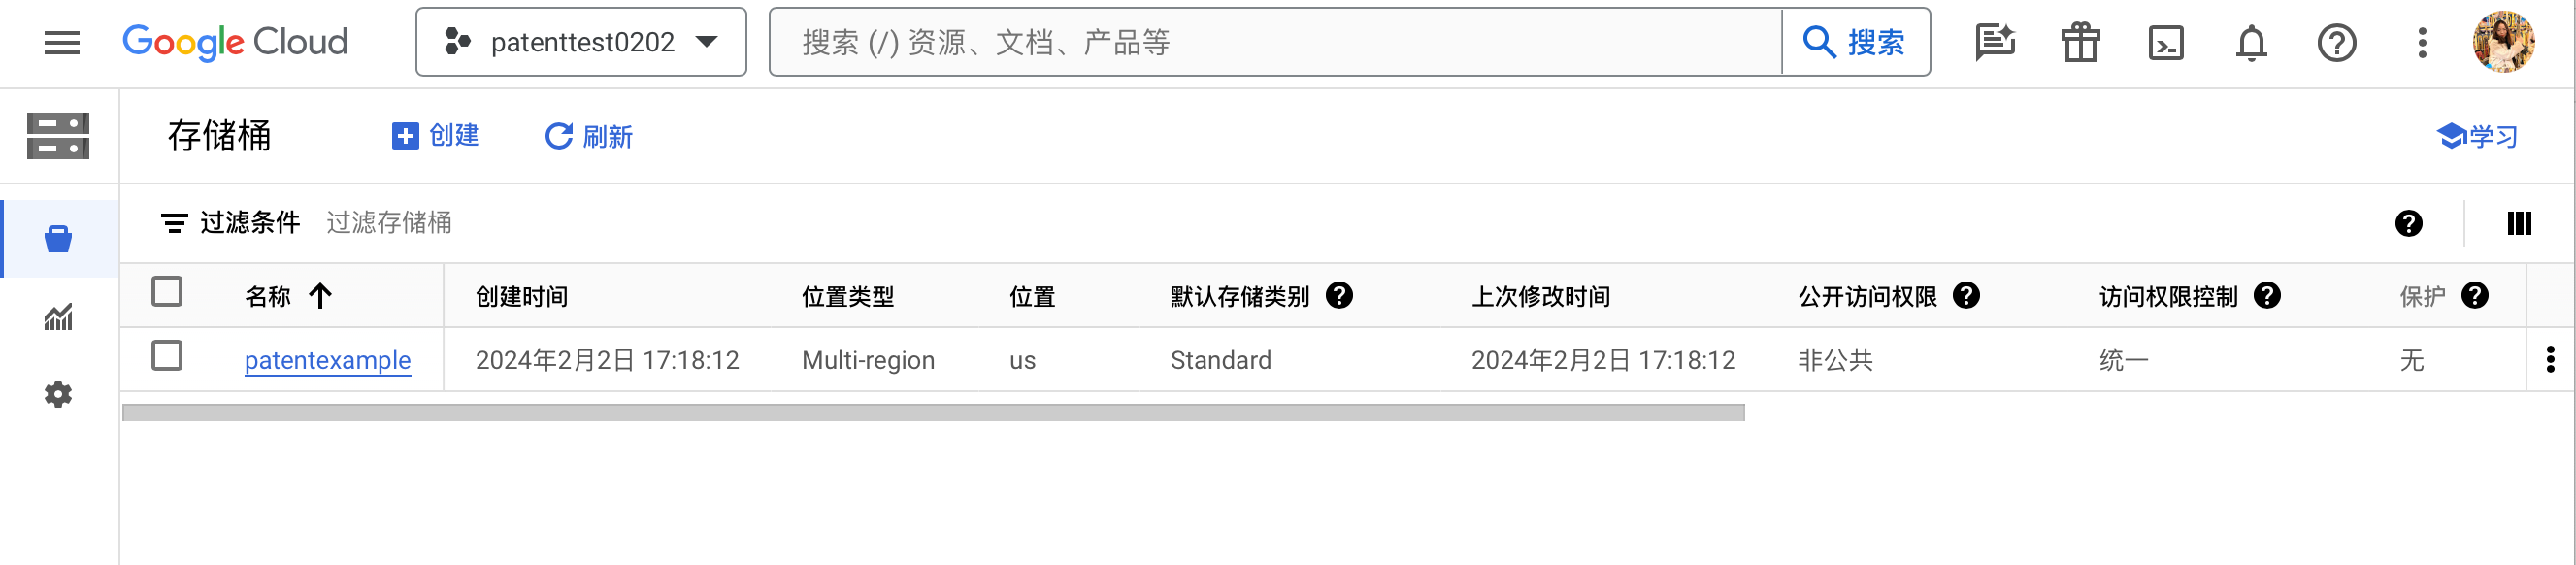 Google Cloud patenttest0202 搜索 (/) 资源、文档、产品等 搜索
存储桶 创建 刷新 学习
过滤条件 过滤存储桶
名称 创建时间 位置类型 位置 默认存储类别 上次修改时间 公开访问权限 访问权限控制 保护
patentexample 2024年2月2日 17:18:12 Multi-region us Standard 2024年2月2日 17:18:12 非公共 统一 无